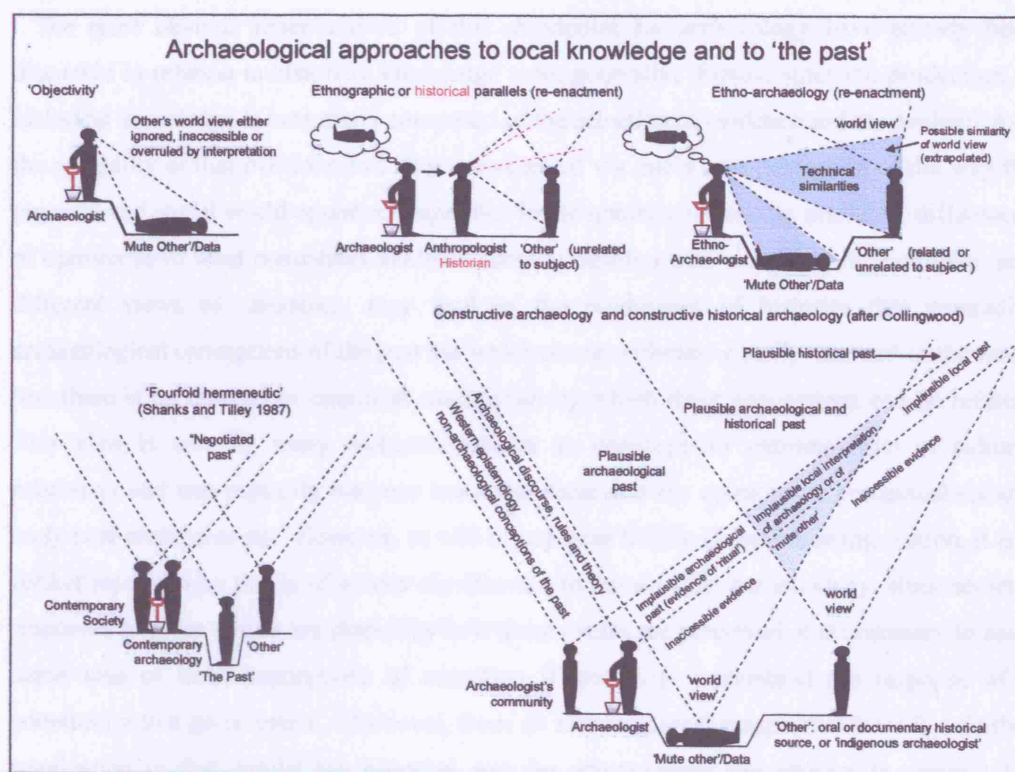 Archaeological approaches to local knowledge and to ‘the past’
‘Objectivity’
Others' views are either
ignored, inaccessible or
overruled by interpretation
Archaeologist
‘Mute Other’/Data
Ethnographic or historical parallels (re-enactment)
Archaeologist
Anthropologist
Historian
‘Other’ (unrelated
to subject)
Ethno-archaeology (re-enactment)
‘world view’
Possible similarity
of world view
(extrapolated)
Technical
similarities
Ethno-
Archaeologist
‘Other’ (related or
unrelated to subject)
‘Mute Other’/Data
‘Fourfold hermeneutic’
(Shanks and Tilley 1987)
‘Negotiated
past’
Contemporary
Society
Contemporary
archaeology
‘Other’
‘The Past’
Constructive archaeology and constructive historical archaeology (after Collingwood)
Plausible historical past
Implausible local past
Plausible archaeological and
historical past
Plausible
archaeological
past
Archaeological discourse, rules and theory
Western epistemology
non-archaeology conceptions of the past
Implausible local interpretation
of archaeology or of
mute other
Inaccessible evidence
Implausible archaeological
past (evidence of ‘ritual’)
‘world
view’
Archaeologist's
community
Archaeologist
view’
‘Mute other’/Data
‘Other’ oral or documentary historical
source, or ‘indigenous archaeologist’